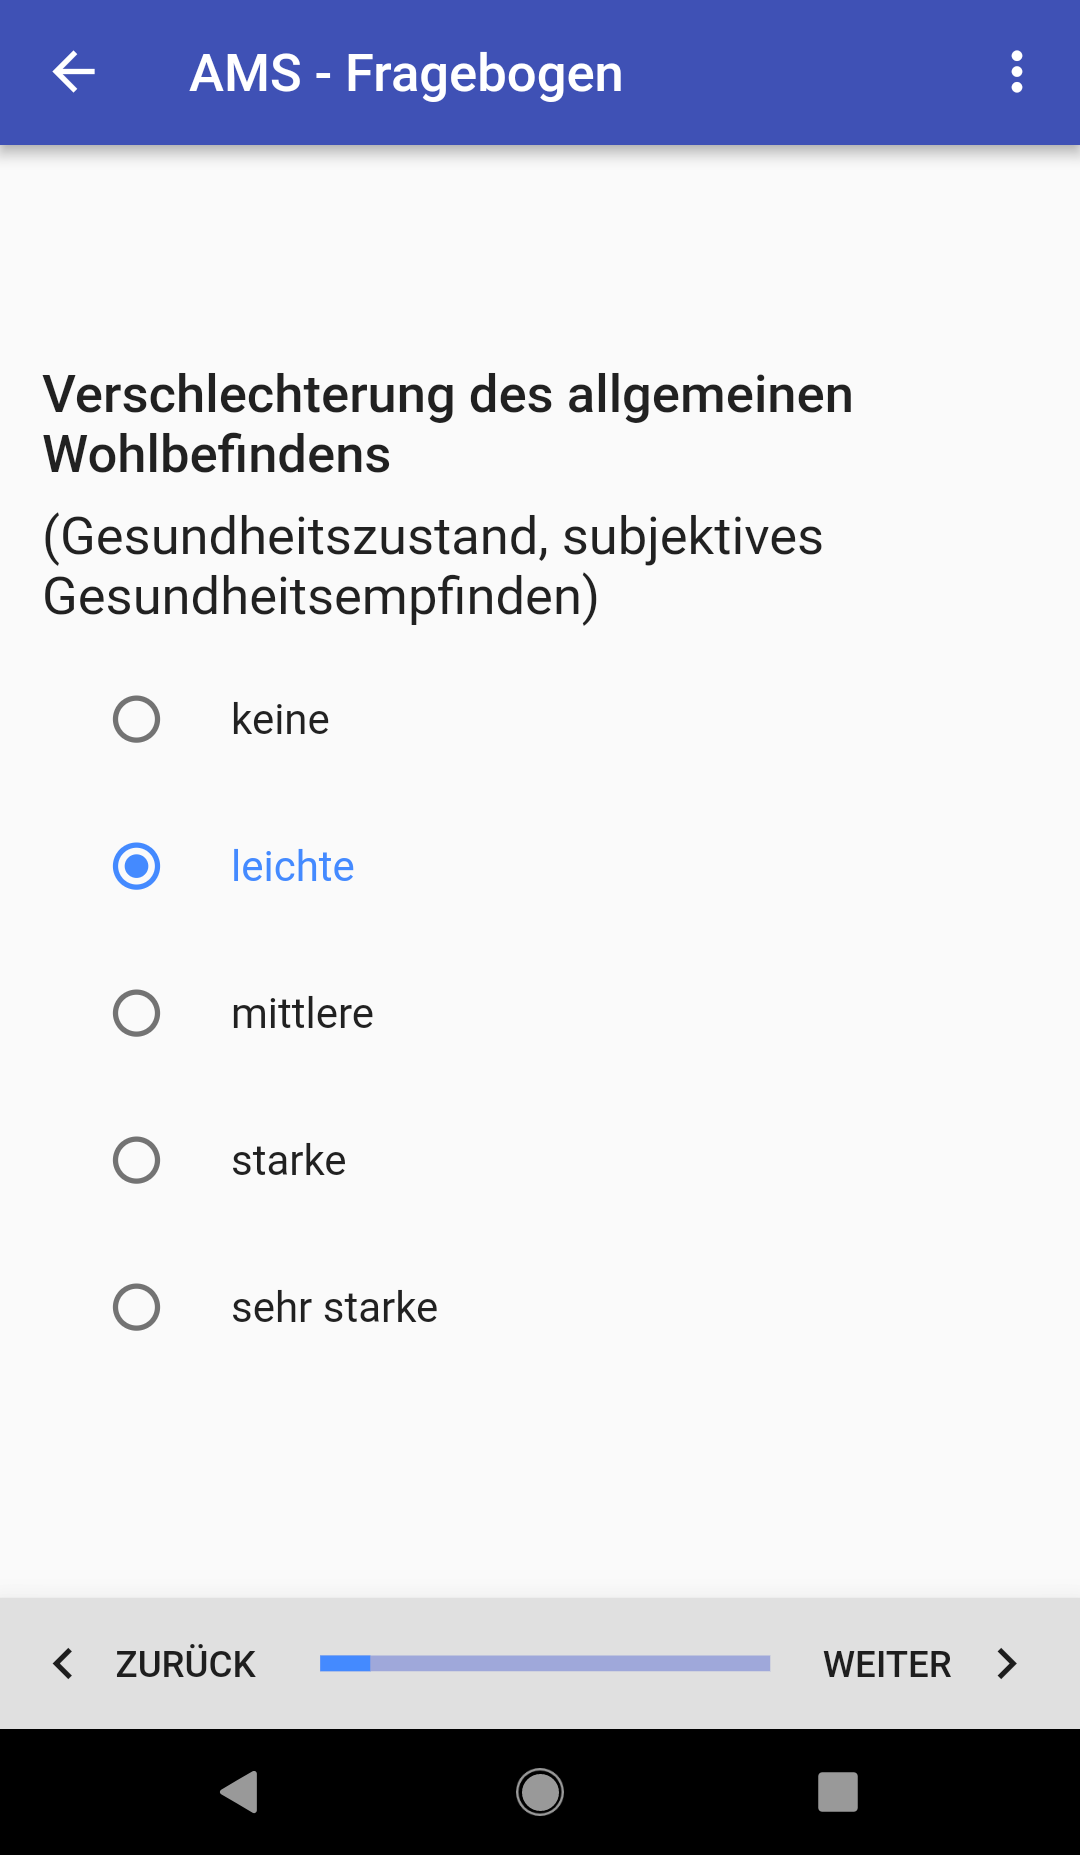 AMS - Fragebogen
Verschlechterung des allgemeinen
Wohlbefindens
(Gesundheitszustand, subjektives
Gesundheitsempfinden)
keine
leichte
mittlere
starke
sehr starke
ZURÜCK WEITER